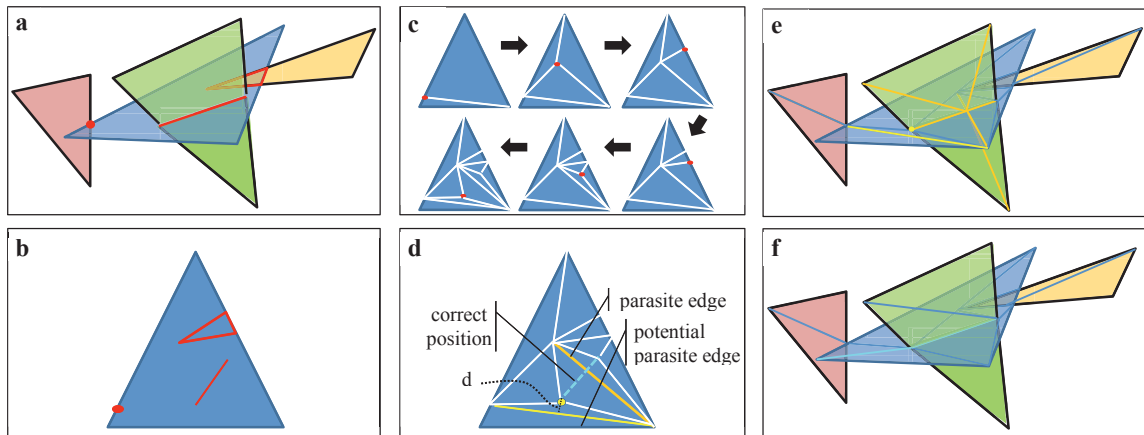 a
c
e
b
d
correct
position
parasite edge
potential
parasite edge
d
f